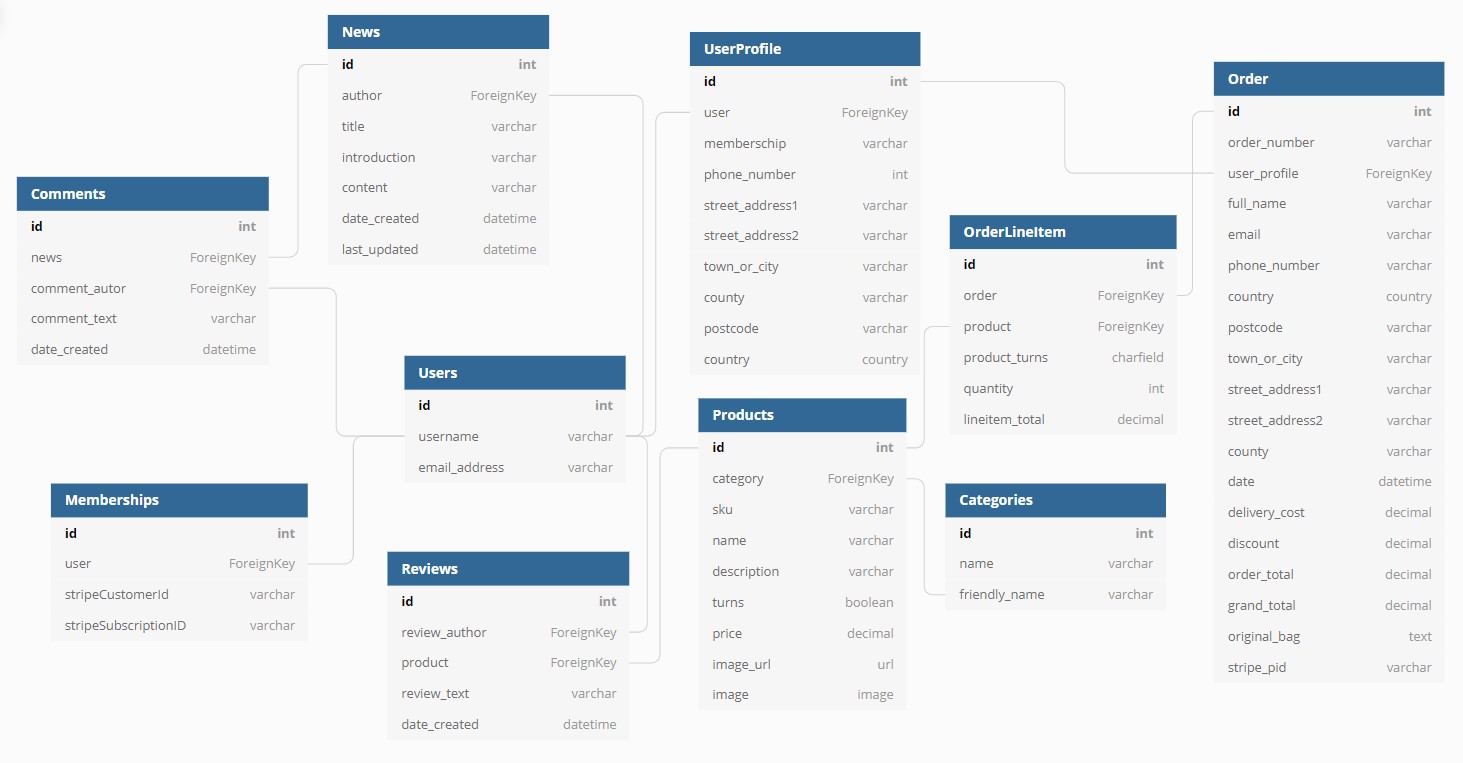 News
id int
author ForeignKey
title varchar
introduction varchar
content varchar
date_created datetime
last_updated datetime
Comments
id int
news ForeignKey
comment_autor ForeignKey
comment_text varchar
date_created datetime
Users
id int
username varchar
email_address varchar
Memberships
id int
user ForeignKey
stripeCustomerId varchar
stripeSubscriptionID varchar
Reviews
id int
review_author ForeignKey
product ForeignKey
review_text varchar
date_created datetime
UserProfile
id int
user ForeignKey
memberschip varchar
phone_number int
street_address1 varchar
street_address2 varchar
town_or_city varchar
county varchar
postcode varchar
country country
Products
id int
category ForeignKey
sku varchar
name varchar
description varchar
turns boolean
price decimal
image_url url
image image
OrderLineItem
id int
order ForeignKey
product ForeignKey
product_turns charfield
quantity int
lineitem_total decimal
Categories
id int
name varchar
friendly_name varchar
Order
id int
order_number varchar
user_profile ForeignKey
full_name varchar
email varchar
phone_number varchar
country country
postcode varchar
town_or_city varchar
street_address1 varchar
street_address2 varchar
county varchar
date datetime
delivery_cost decimal
discount decimal
order_total decimal
grand_total decimal
original_bag text
stripe_pid varchar